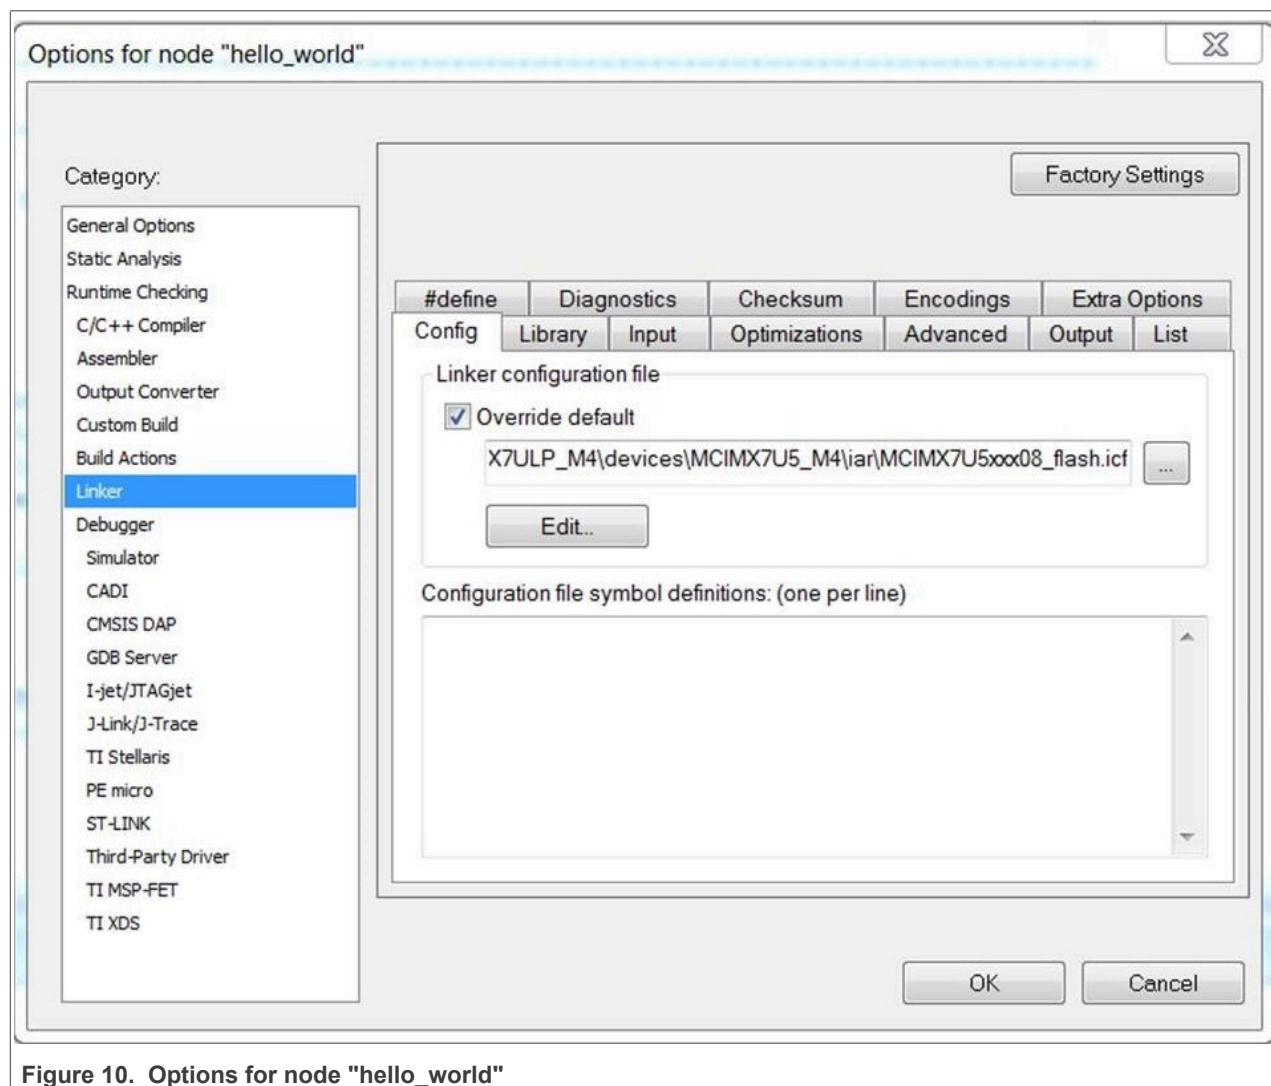 Options for node "hello_world"
Category:
General Options
Static Analysis
Runtime Checking
C/C++ Compiler
Assembler
Output Converter
Custom Build
Build Actions
Linker
Debugger
Simulator
CADI
CMSIS DAP
GDB Server
I-jet/JTAGjet
J-Link/J-Trace
TI Stellaris
PE micro
ST-LINK
Third-Party Driver
TI MSP-FET
TI XDS
Factory Settings
#define Diagnostics Checksum Encodings Extra Options
Config Library Input Optimizations Advanced Output List
Linker configuration file
Override default
X7ULP_M4\devices\MCIMX7U5_M4\iar\MCIMX7U5xxx08_flash.icf ...
Edit...
Configuration file symbol definitions: (one per line)
OK Cancel
Figure 10. Options for node "hello_world"